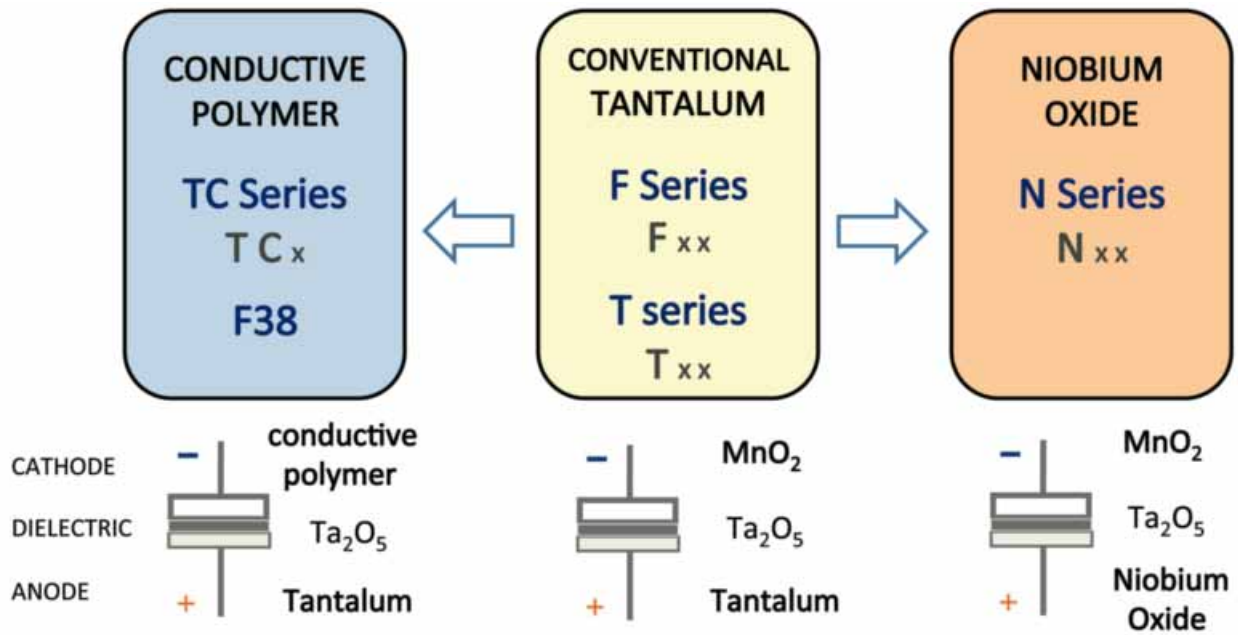 CONDUCTIVE
POLYMER
TC Series
T C x
F38
CONVENTIONAL
TANTALUM
F Series
F x x
T series
T x x
NIOBIUM
OXIDE
N Series
N x x
CATHODE
DIELECTRIC
ANODE
−
conductive
polymer
Ta₂O₅
+
Tantalum
−
MnO₂
Ta₂O₅
+
Tantalum
−
MnO₂
Ta₂O₅
+
Niobium
Oxide